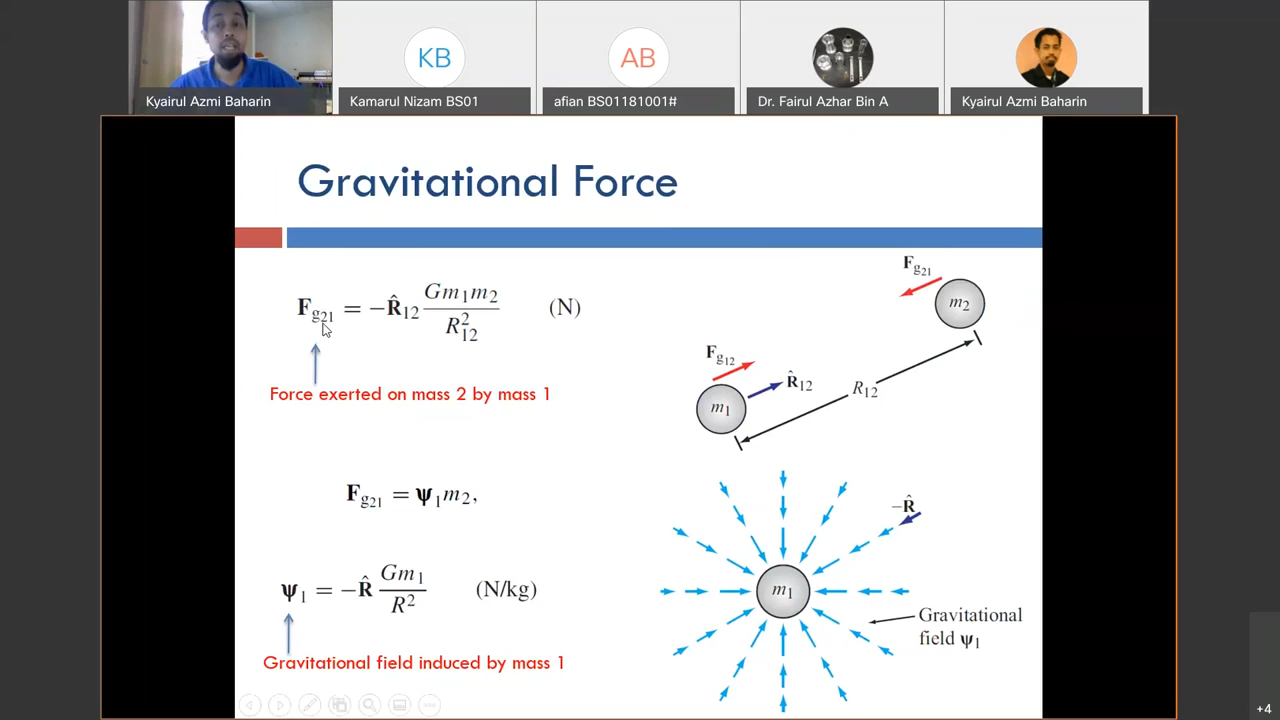 KB
AB
Kyairul Azmi Baharin
Kamarul Nizam BS01
afian BS01181001#
Dr. Fairul Azhar Bin A
Kyairul Azmi Baharin
Gravitational Force
F_g21 = −R̂_12 Gm_1m_2 / R_12^2 (N)
Force exerted on mass 2 by mass 1
F_g21 = ψ_1 m_2,
ψ_1 = −R̂ Gm_1 / R^2 (N/kg)
Gravitational field induced by mass 1
F_g21
m_2
F_g12
R̂_12
R_12
m_1
−R̂
m_1
Gravitational
field ψ_1
+4